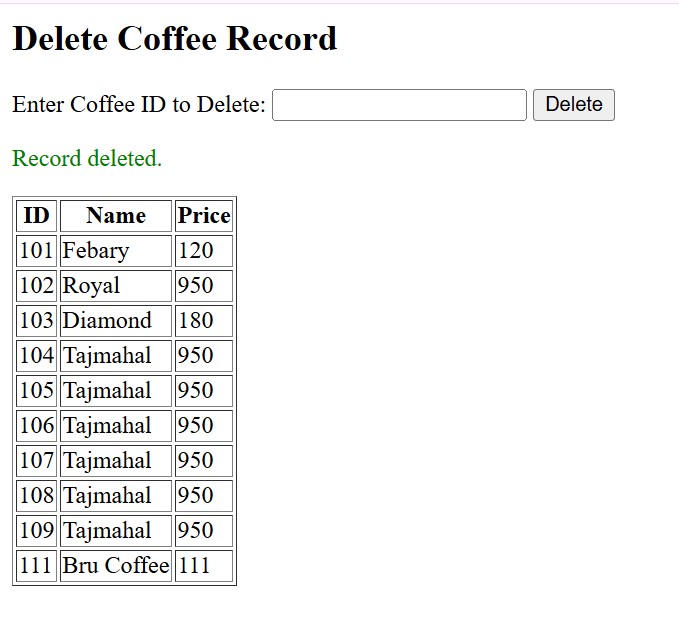 Delete Coffee Record
Enter Coffee ID to Delete: Delete
Record deleted.
ID Name Price
101 Febary 120
102 Royal 950
103 Diamond 180
104 Tajmahal 950
105 Tajmahal 950
106 Tajmahal 950
107 Tajmahal 950
108 Tajmahal 950
109 Tajmahal 950
111 Bru Coffee 111